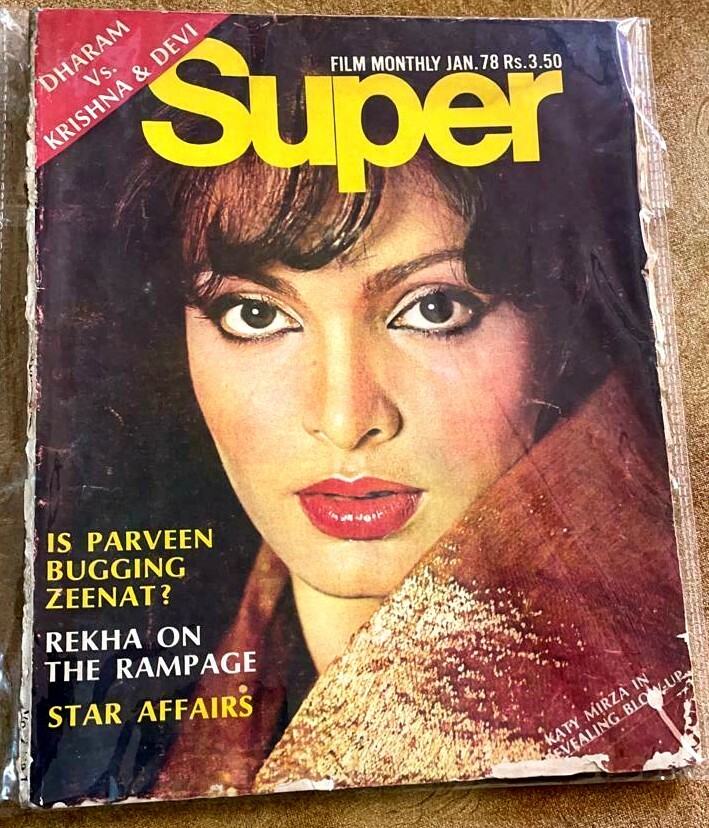 DHARAM
Vs.
KRISHNA & DEVI
FILM MONTHLY JAN. 78 Rs.3.50
Super
IS PARVEEN
BUGGING
ZEENAT?
REKHA ON
THE RAMPAGE
STAR AFFAIRS
KATY MIRZA IN
EVEALING BLOW-UP